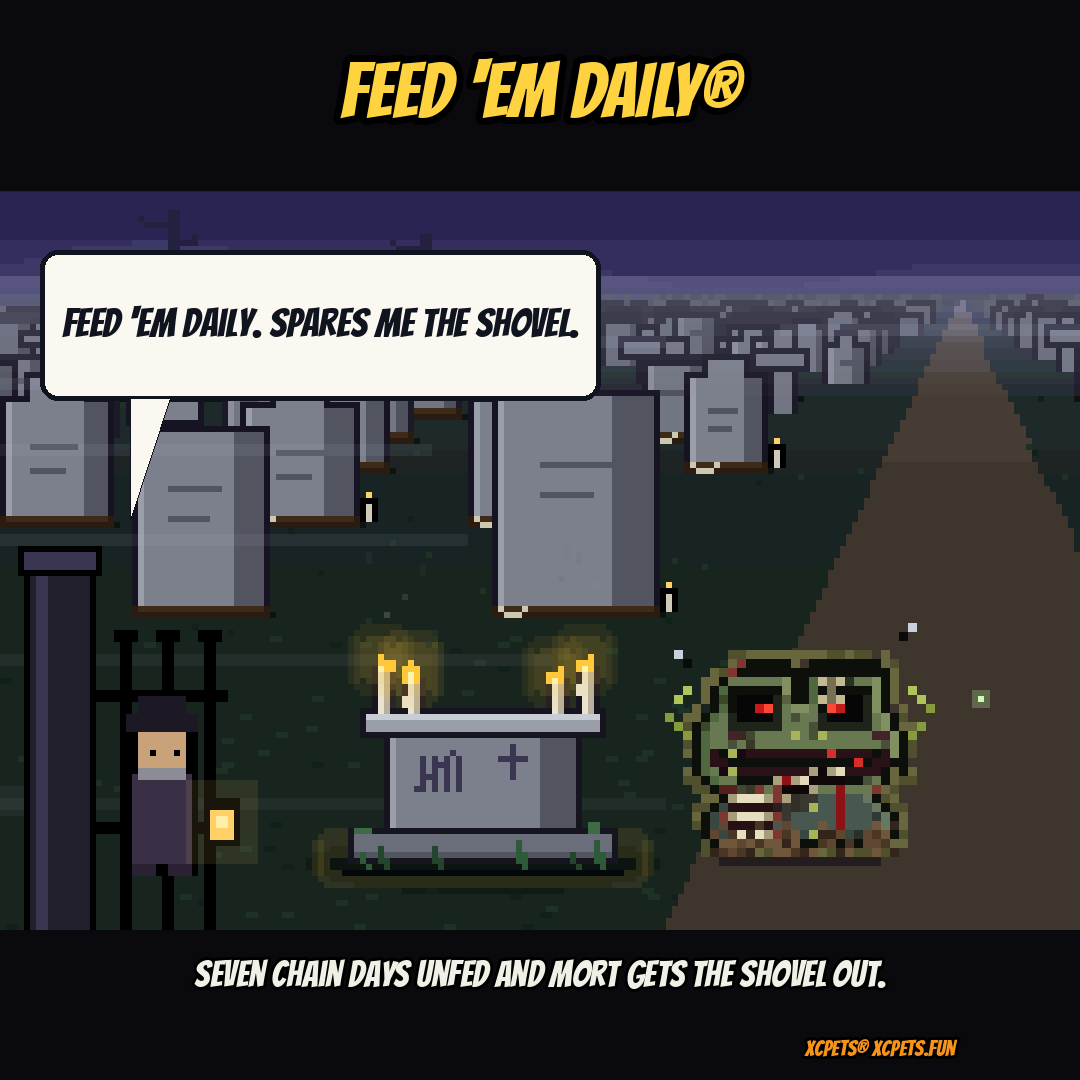 FEED 'EM DAILY®
FEED 'EM DAILY. SPARES ME THE SHOVEL.
SEVEN CHAIN DAYS UNFED AND MORT GETS THE SHOVEL OUT.
XCPETS® XCPETS.FUN